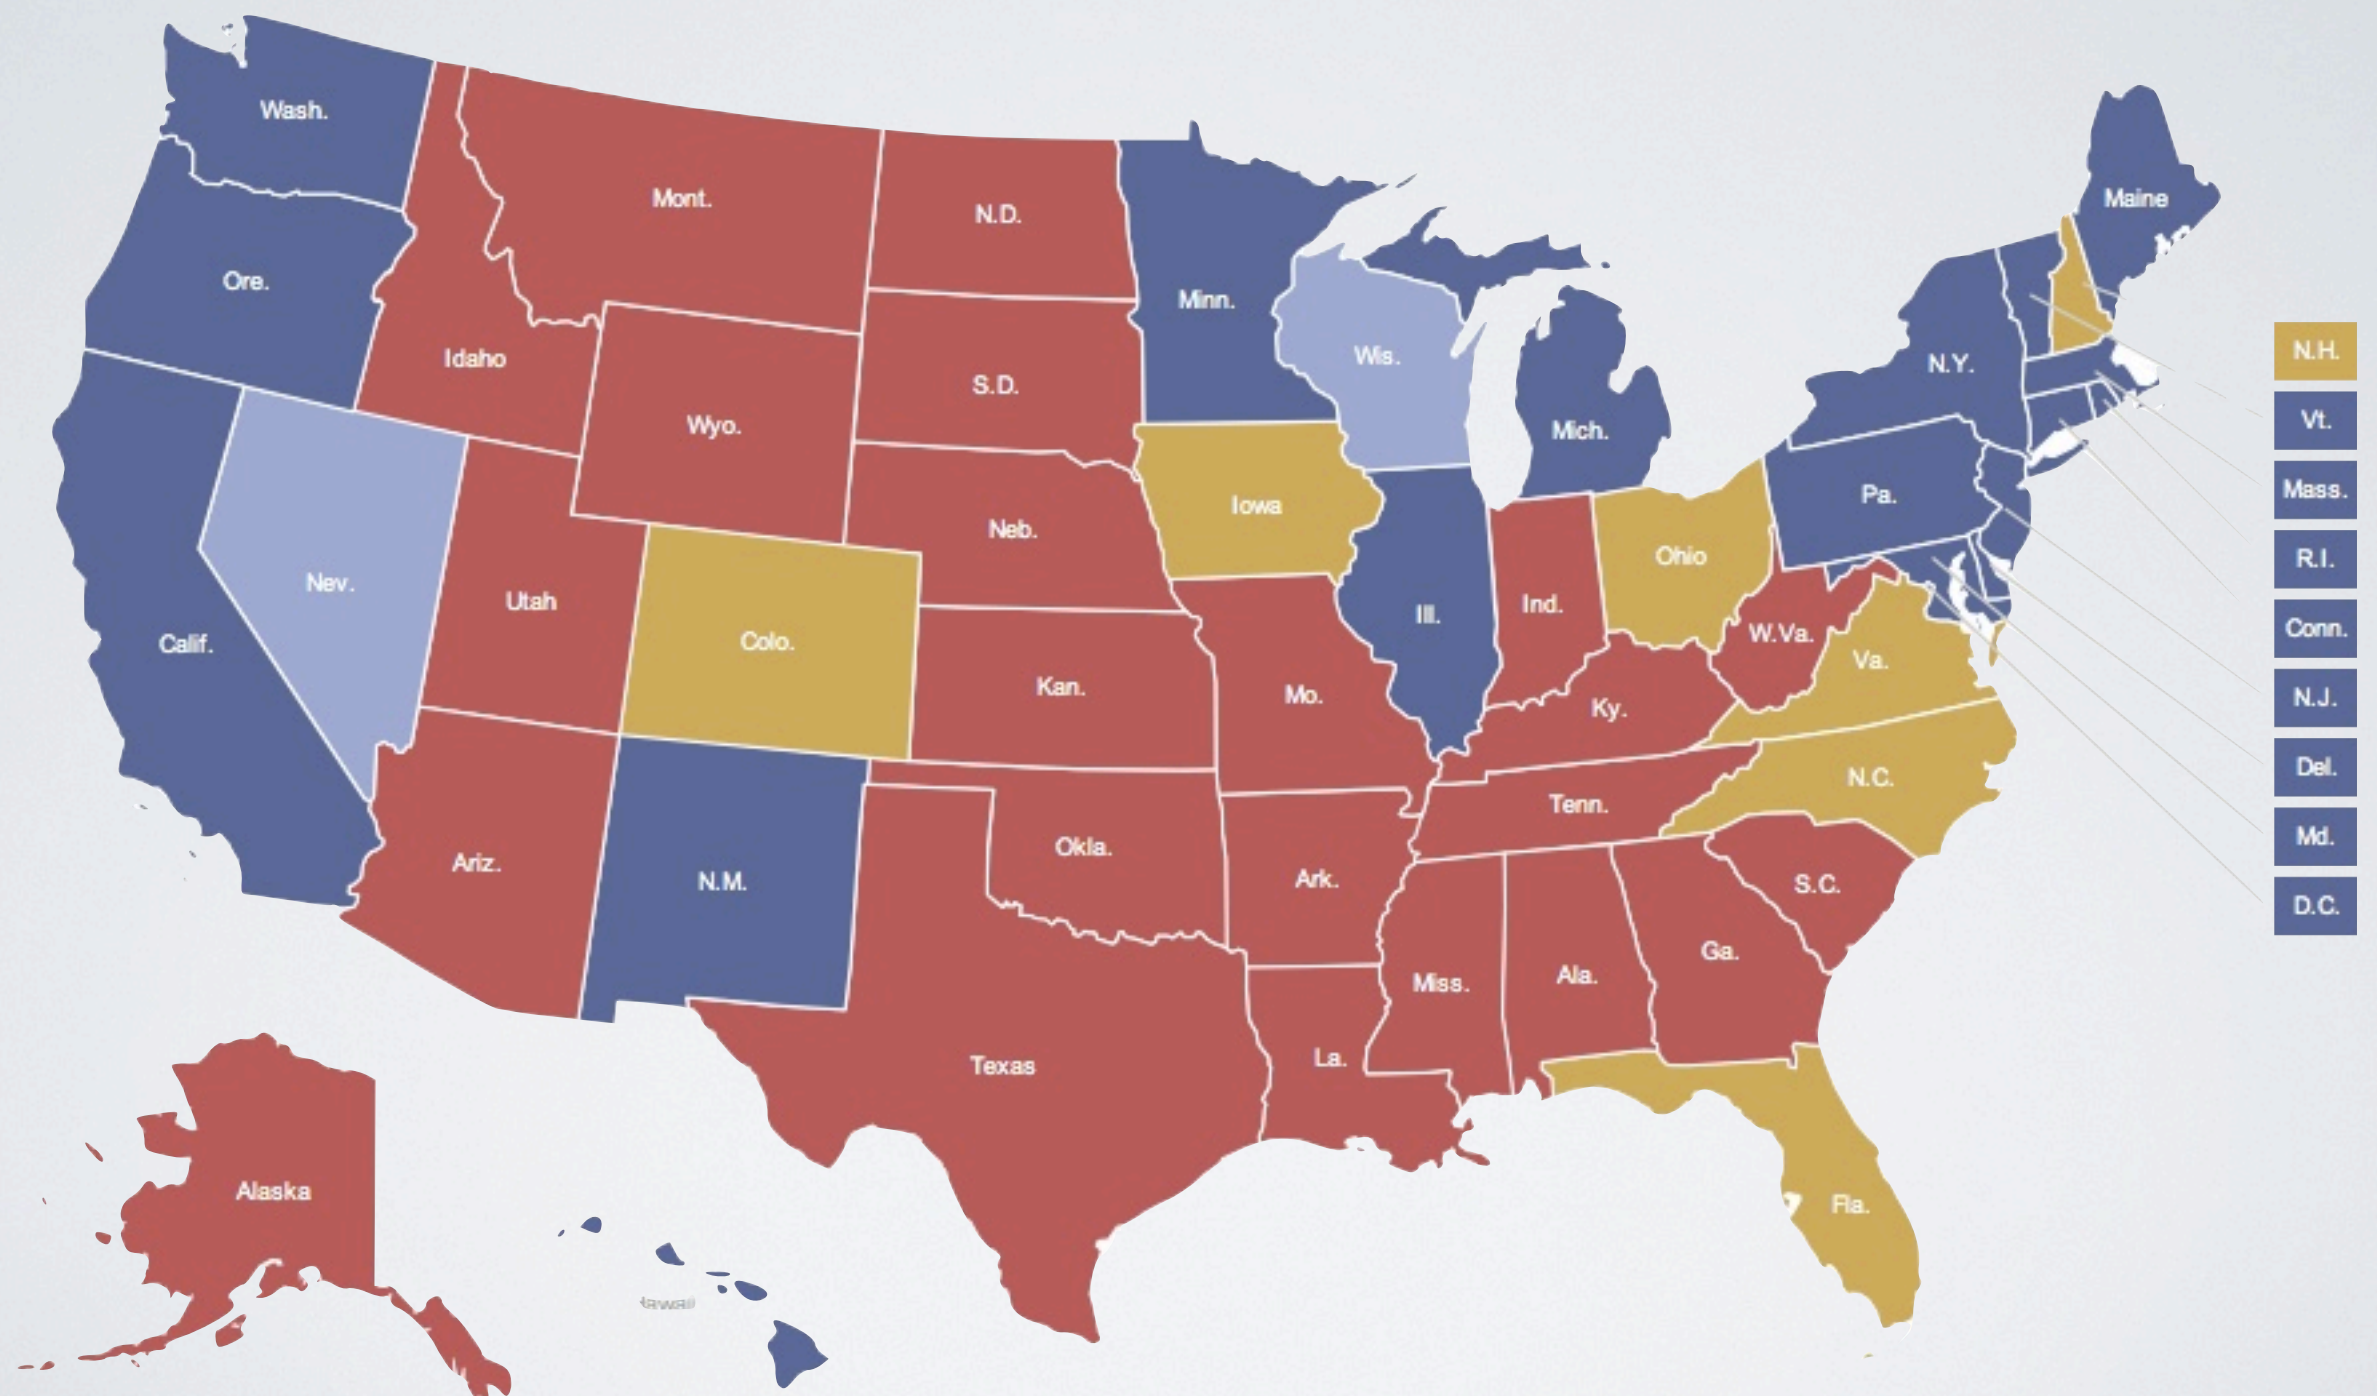 Wash.
Maine
Mont.
N.D.
Ore.
Minn.
N.H.
Wis.
Idaho
N.Y.
S.D.
Vt.
Wyo.
Mich.
Mass.
Pa.
Iowa
Neb.
Ohio
R.I.
Nev.
Utah
Ind.
Ill.
Conn.
Calif.
Colo.
W.Va.
Va.
Kan.
Mo.
N.J.
Ky.
Del.
N.C.
Tenn.
Md.
Okla.
Ariz.
N.M.
Ark.
S.C.
D.C.
Ga.
Miss.
Ala.
La.
Texas
Alaska
Fla.